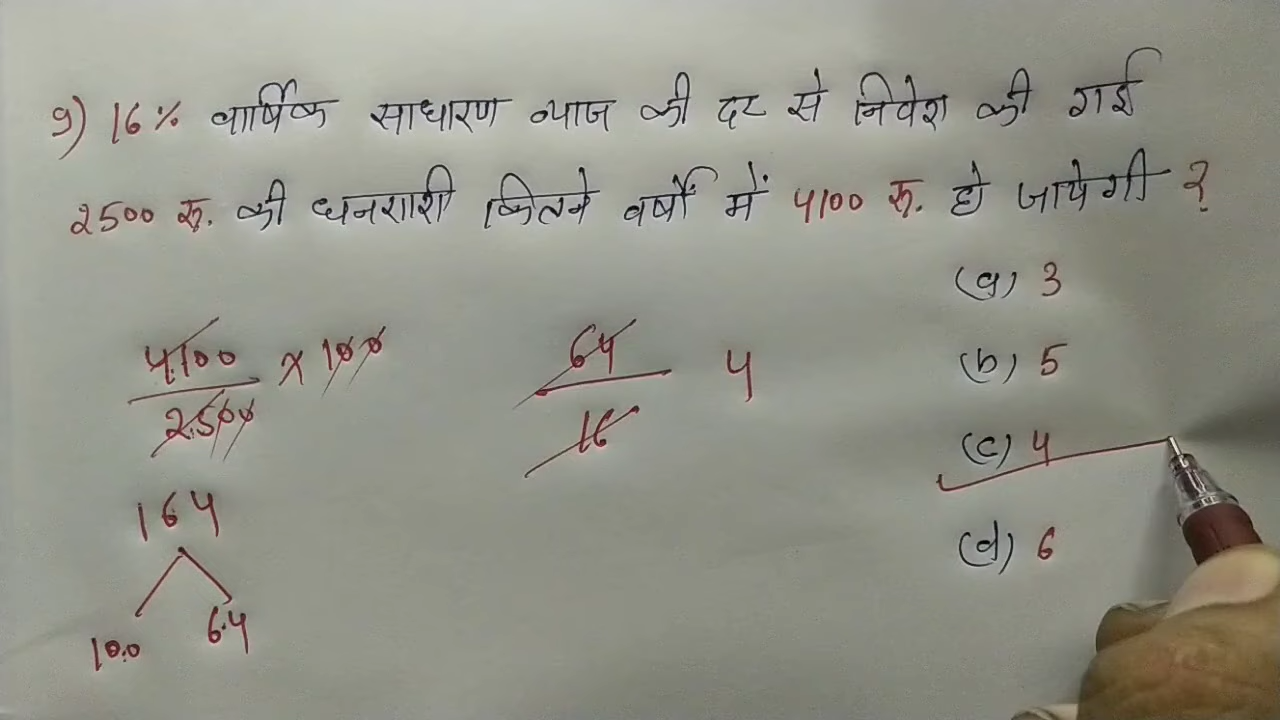 9) 16% वार्षिक साधारण ब्याज की दर से निवेश की गई
2500 रु. की धनराशी कितने वर्षों में 4100 रु. हो जायेगी ?
(a) 3
(b) 5
(c) 4
(d) 6
4100
2500
x 100
164
100 64
64
16
4